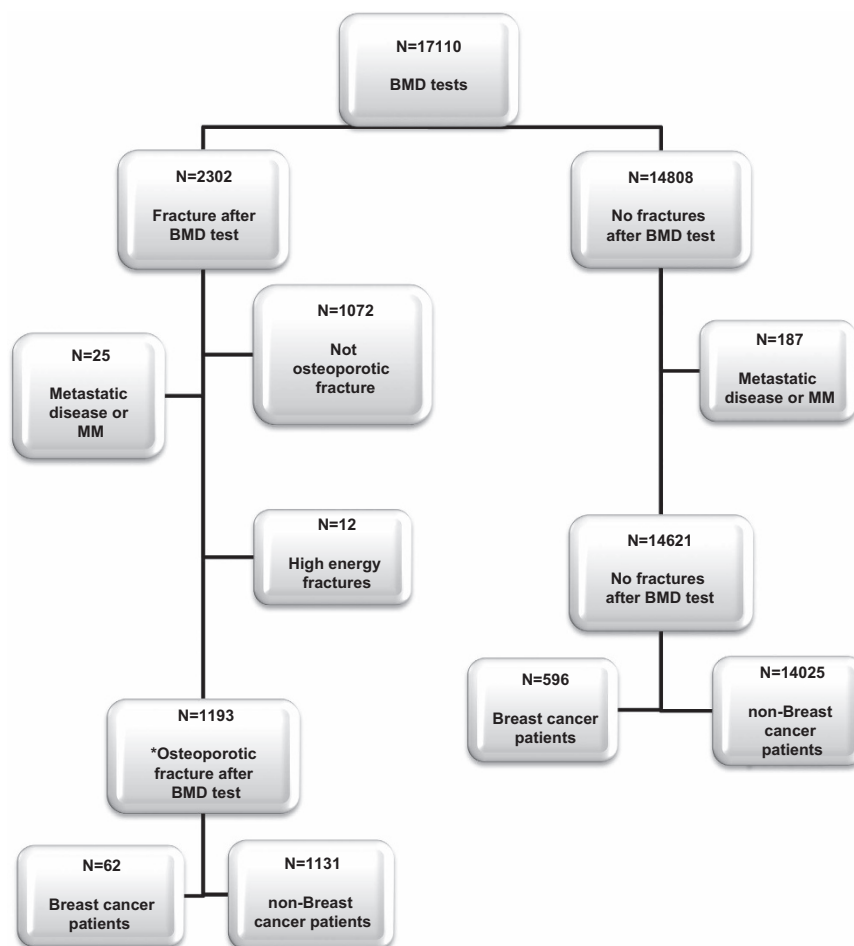 N=17110
BMD tests
N=2302
Fracture after
BMD test
N=14808
No fractures
after BMD test
N=1072
Not
osteoporotic
fracture
N=25
Metastatic
disease or
MM
N=187
Metastatic
disease or MM
N=12
High energy
fractures
N=14621
No fractures
after BMD test
N=596
Breast cancer
patients
N=14025
non-Breast
cancer
patients
N=1193
*Osteoporotic
fracture after
BMD test
N=62
Breast cancer
patients
N=1131
non-Breast
cancer patients